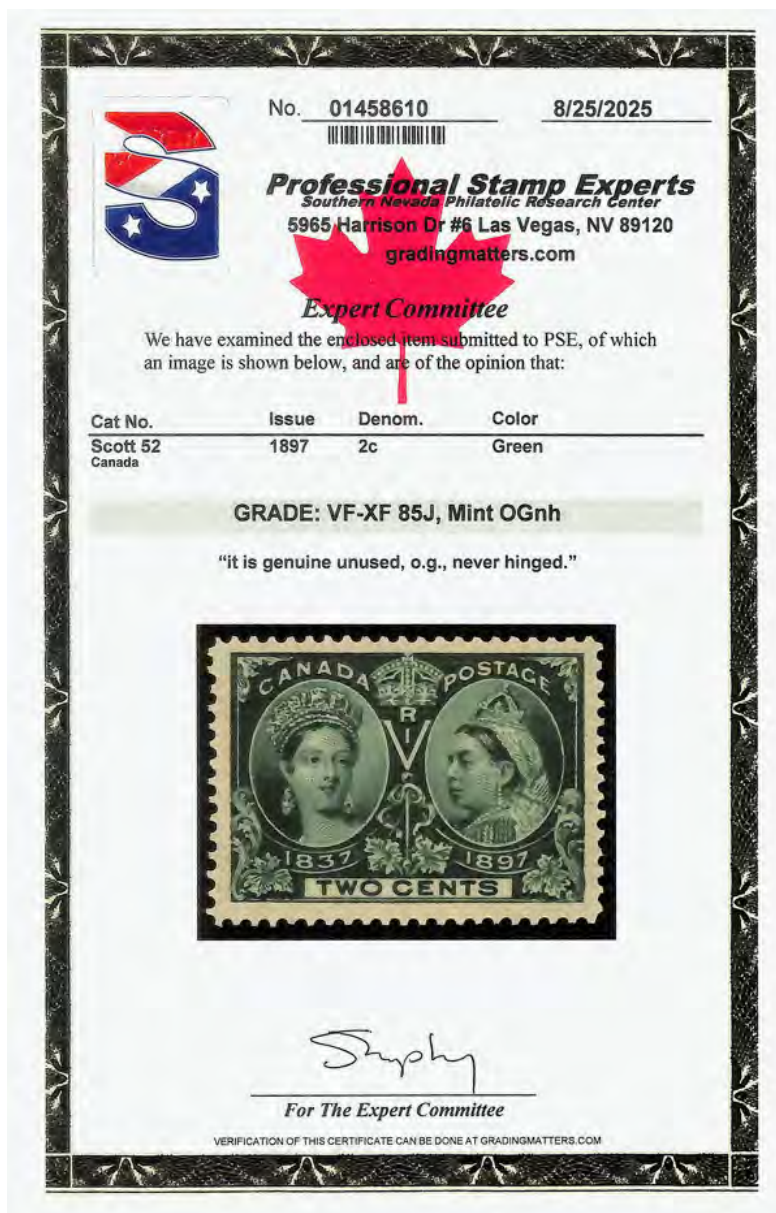 No. 01458610 8/25/2025
Professional Stamp Experts
Southern Nevada Philatelic Research Center
5965 Harrison Dr #6 Las Vegas, NV 89120
gradingmatters.com
Expert Committee
We have examined the enclosed item submitted to PSE, of which
an image is shown below, and are of the opinion that:
Cat No. Issue Denom. Color
Scott 52 1897 2c Green
Canada
GRADE: VF-XF 85J, Mint OGnh
“it is genuine unused, o.g., never hinged.”
CANADA POSTAGE
VRI
1837 1897
TWO CENTS
For The Expert Committee
VERIFICATION OF THIS CERTIFICATE CAN BE DONE AT GRADINGMATTERS.COM